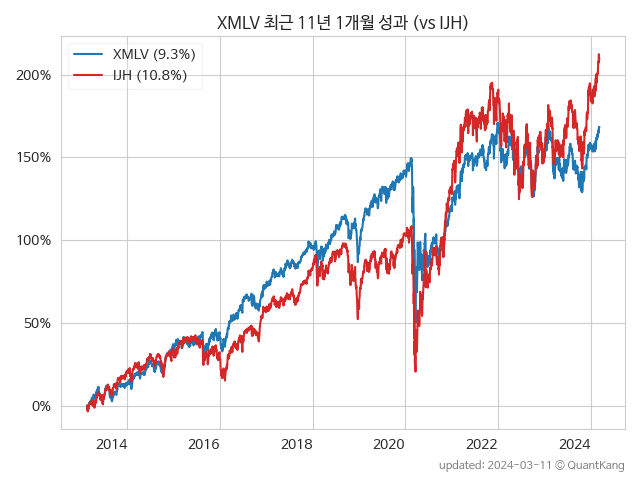 XMLV 최근 11년 1개월 성과 (vs IJH)
XMLV (9.3%)
IJH (10.8%)
200%
150%
100%
50%
0%
2014 2016 2018 2020 2022 2024
updated: 2024-03-11 © QuantKang